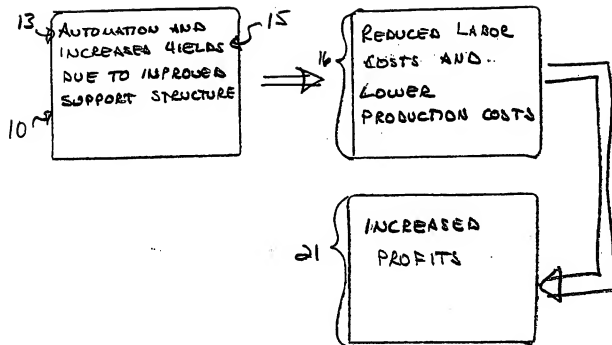 13 AUTOMATION AND 15
INCREASED YIELDS
DUE TO IMPROVED
SUPPORT STRUCTURE
10
16 REDUCED LABOR
COSTS AND
LOWER
PRODUCTION COSTS
21 INCREASED
PROFITS